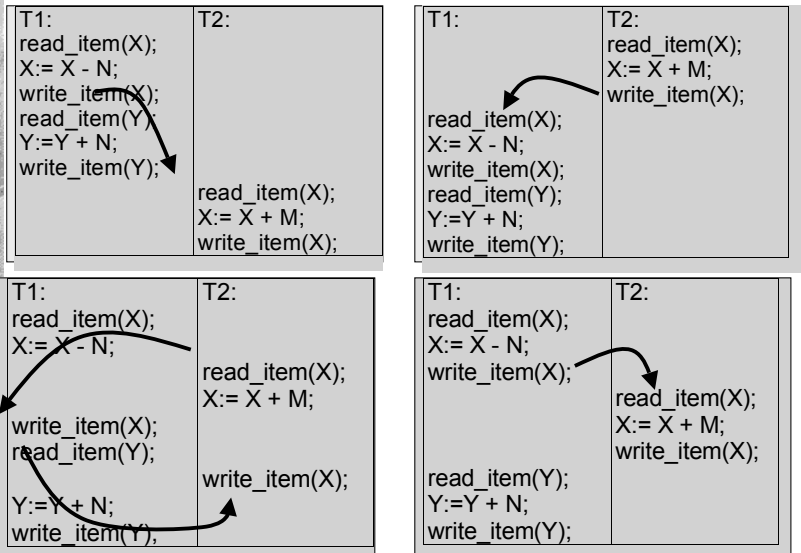 T1:
read_item(X);
X:= X - N;
write_item(X);
read_item(Y);
Y:=Y + N;
write_item(Y);
T2:
read_item(X);
X:= X + M;
write_item(X);
T1:
read_item(X);
X:= X - N;
write_item(X);
read_item(Y);
Y:=Y + N;
write_item(Y);
T2:
read_item(X);
X:= X + M;
write_item(X);
T1:
read_item(X);
X:= X - N;
write_item(X);
read_item(Y);
Y:=Y + N;
write_item(Y);
T2:
read_item(X);
X:= X + M;
write_item(X);
T1:
read_item(X);
X:= X - N;
write_item(X);
read_item(Y);
Y:=Y + N;
write_item(Y);
T2:
read_item(X);
X:= X + M;
write_item(X);